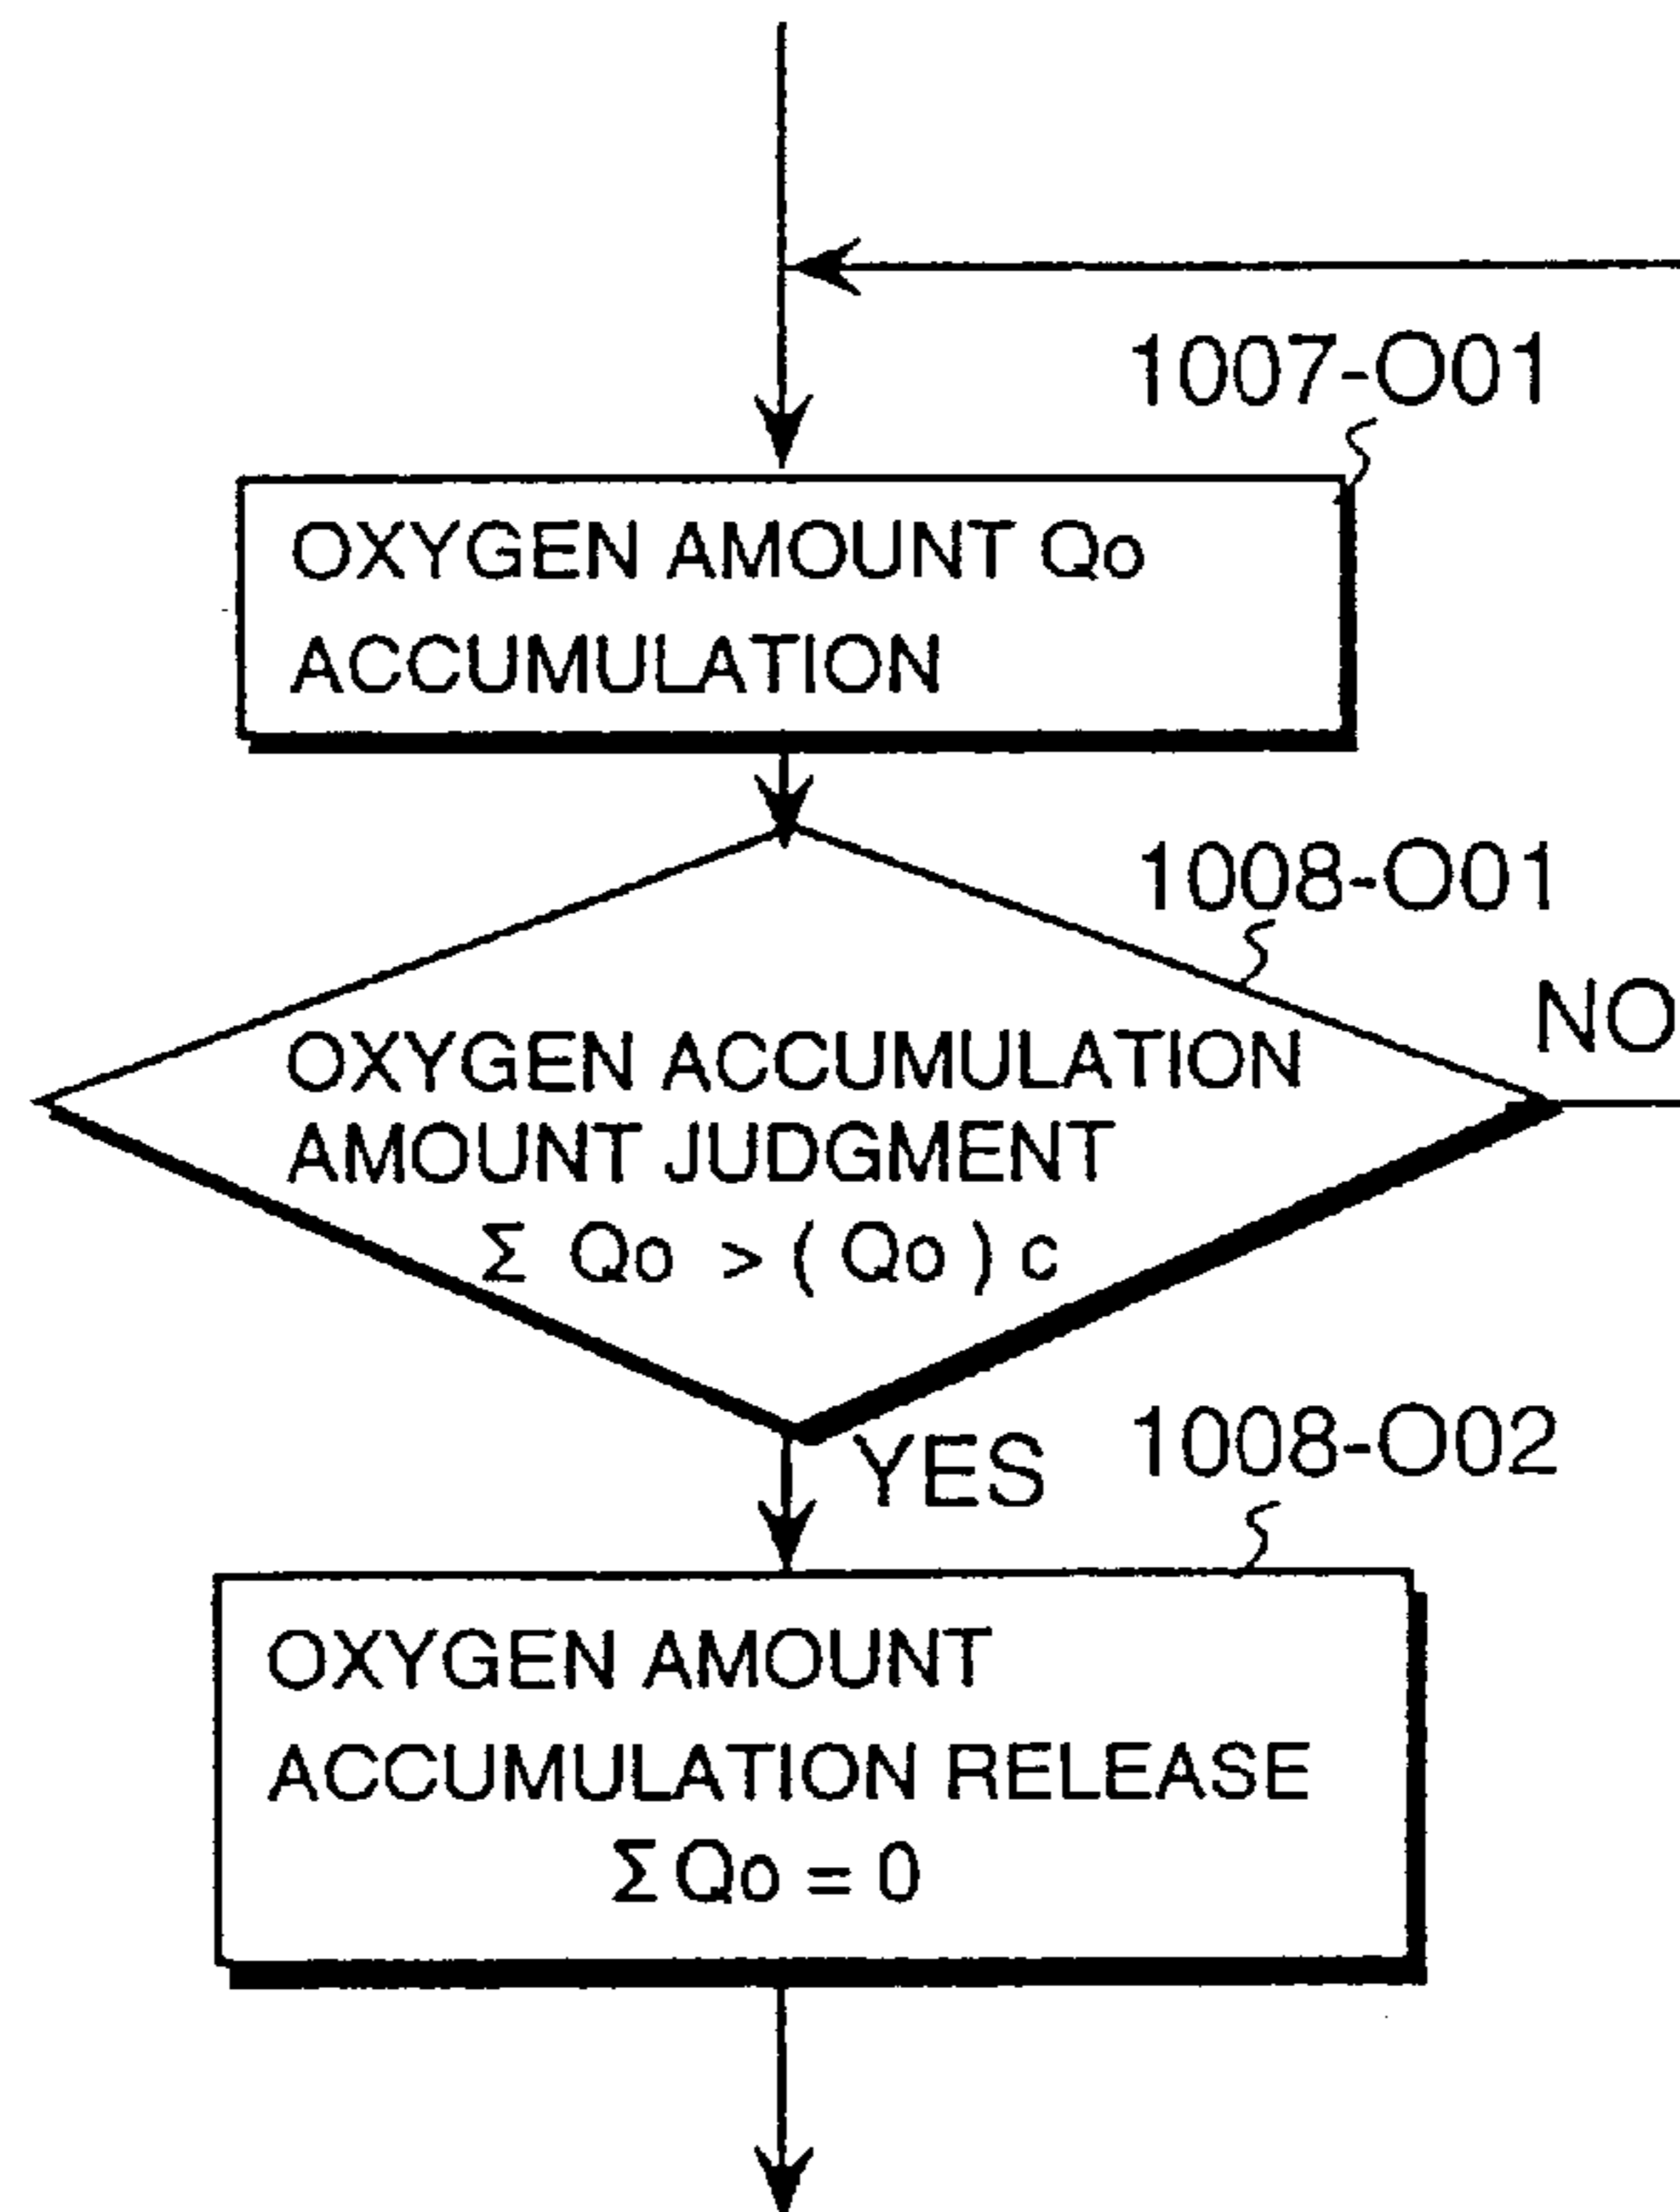 1007-O01
OXYGEN AMOUNT Qo
ACCUMULATION
1008-O01
NO
OXYGEN ACCUMULATION
AMOUNT JUDGMENT
Σ Qo > ( Qo ) c
YES
1008-O02
OXYGEN AMOUNT
ACCUMULATION RELEASE
Σ Qo = 0